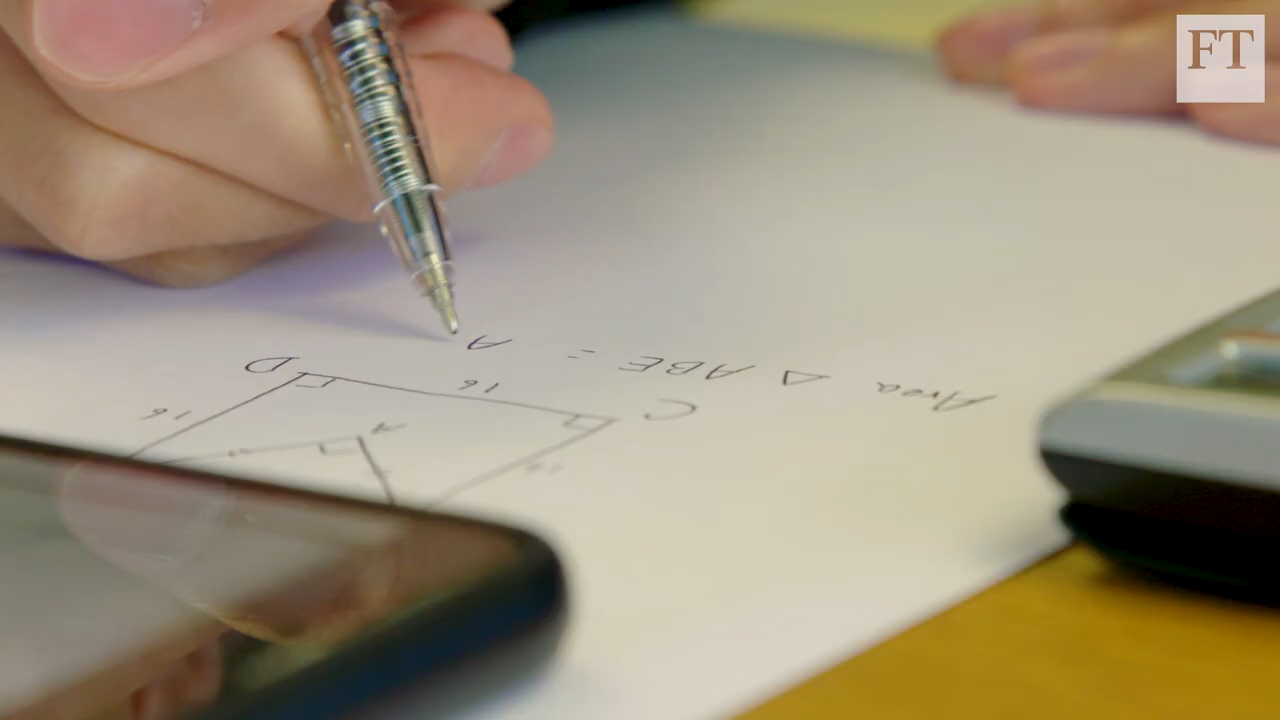 FT
Area △ ABE = A
C
16
D
16
A